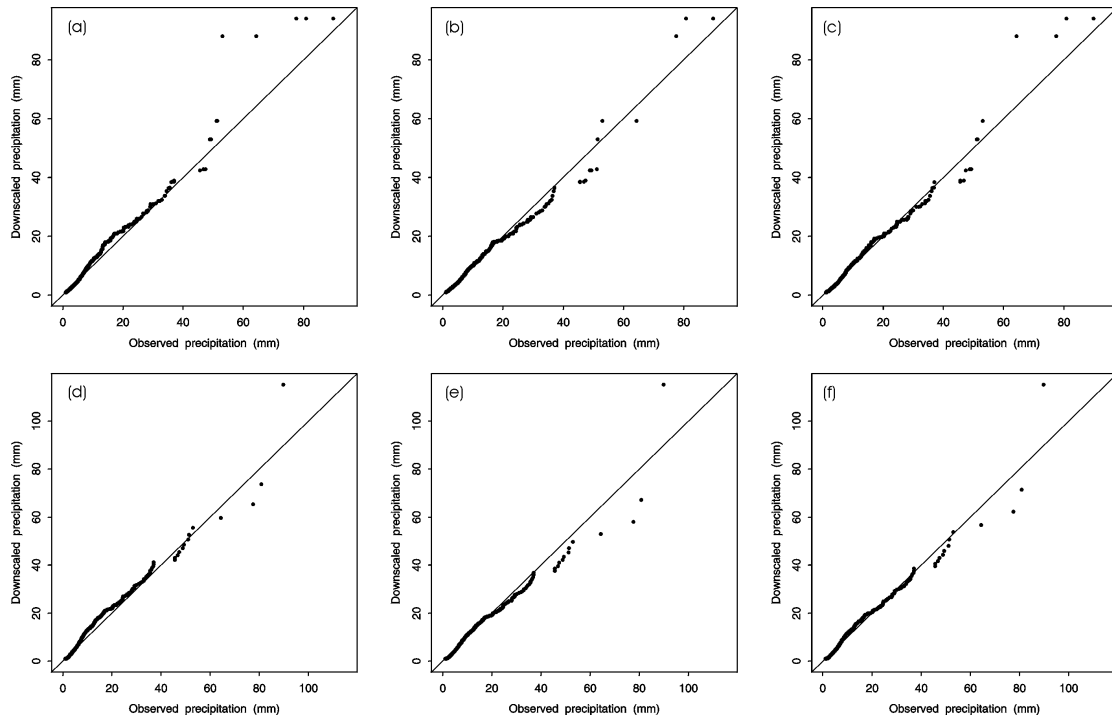 (a)
Downscaled precipitation (mm)
80
60
40
20
0
0 20 40 60 80
Observed precipitation (mm)
(b)
Downscaled precipitation (mm)
80
60
40
20
0
0 20 40 60 80
Observed precipitation (mm)
(c)
Downscaled precipitation (mm)
80
60
40
20
0
0 20 40 60 80
Observed precipitation (mm)
(d)
Downscaled precipitation (mm)
100
80
60
40
20
0
0 20 40 60 80 100
Observed precipitation (mm)
(e)
Downscaled precipitation (mm)
100
80
60
40
20
0
0 20 40 60 80 100
Observed precipitation (mm)
(f)
Downscaled precipitation (mm)
100
80
60
40
20
0
0 20 40 60 80 100
Observed precipitation (mm)